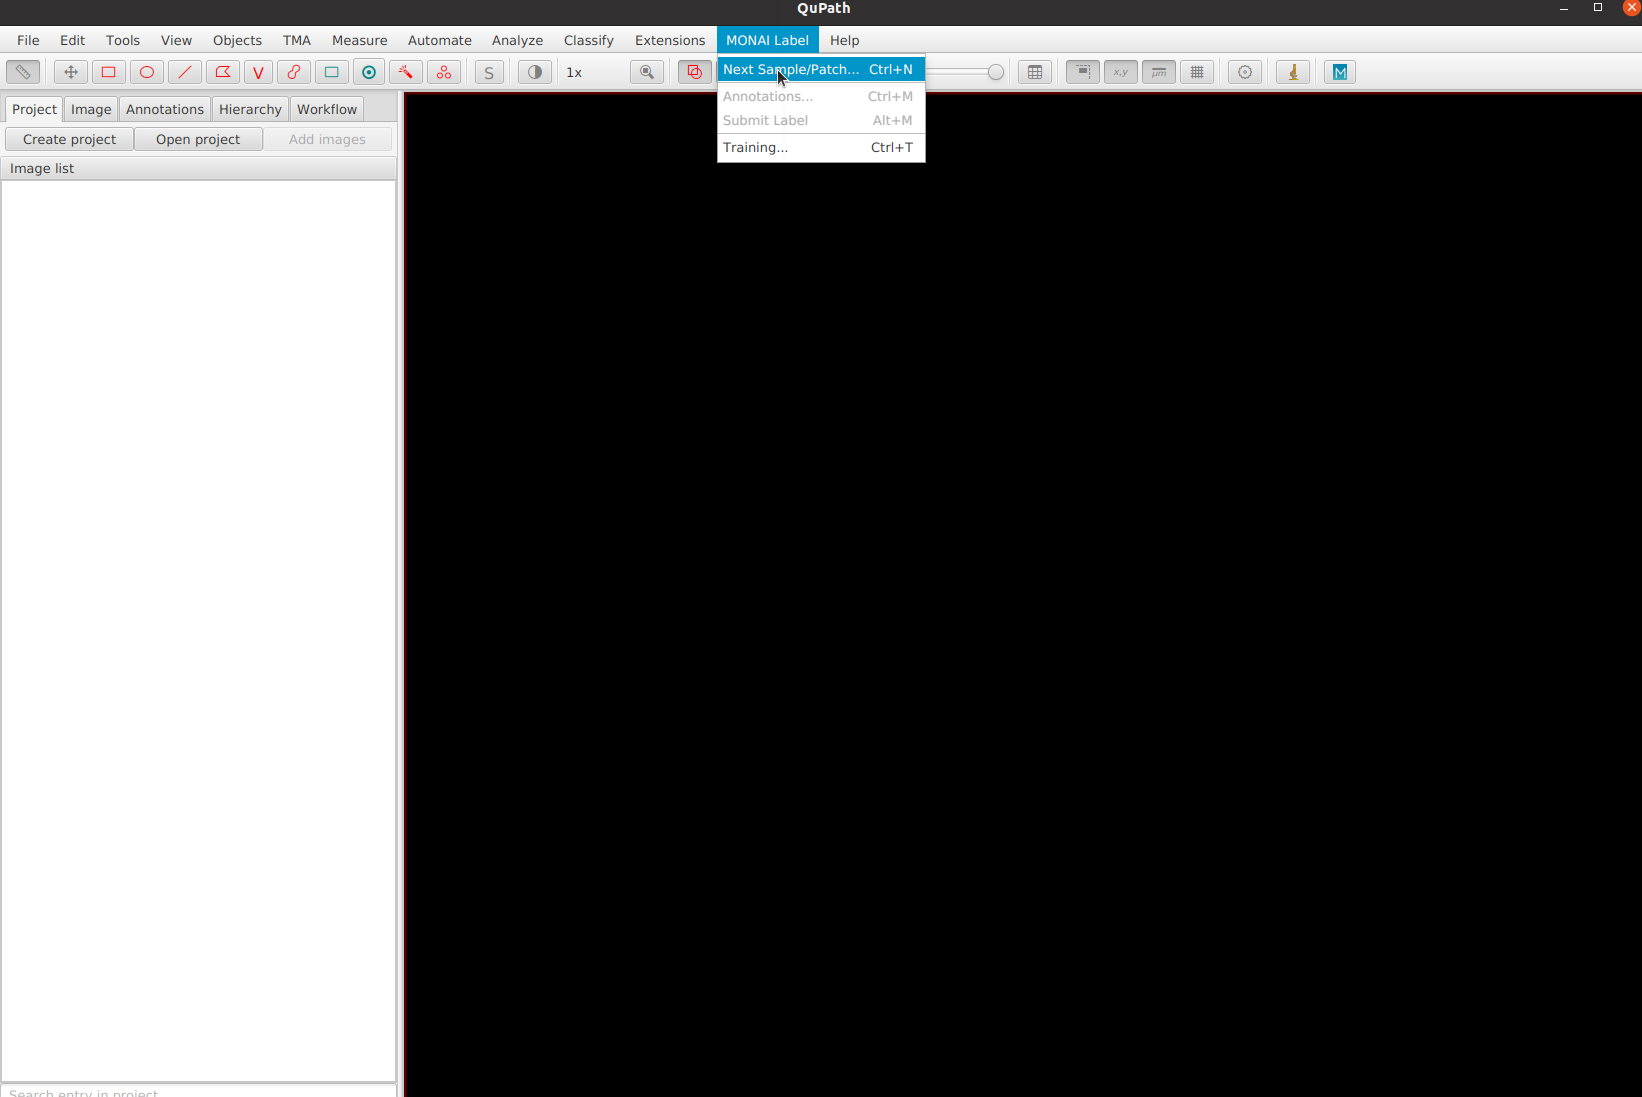 QuPath
File Edit Tools View Objects TMA Measure Automate Analyze Classify Extensions MONAI Label Help
S 1x x,y μm M
Next Sample/Patch... Ctrl+N
Annotations... Ctrl+M
Submit Label Alt+M
Training... Ctrl+T
Project Image Annotations Hierarchy Workflow
Create project Open project Add images
Image list
Search entry in project